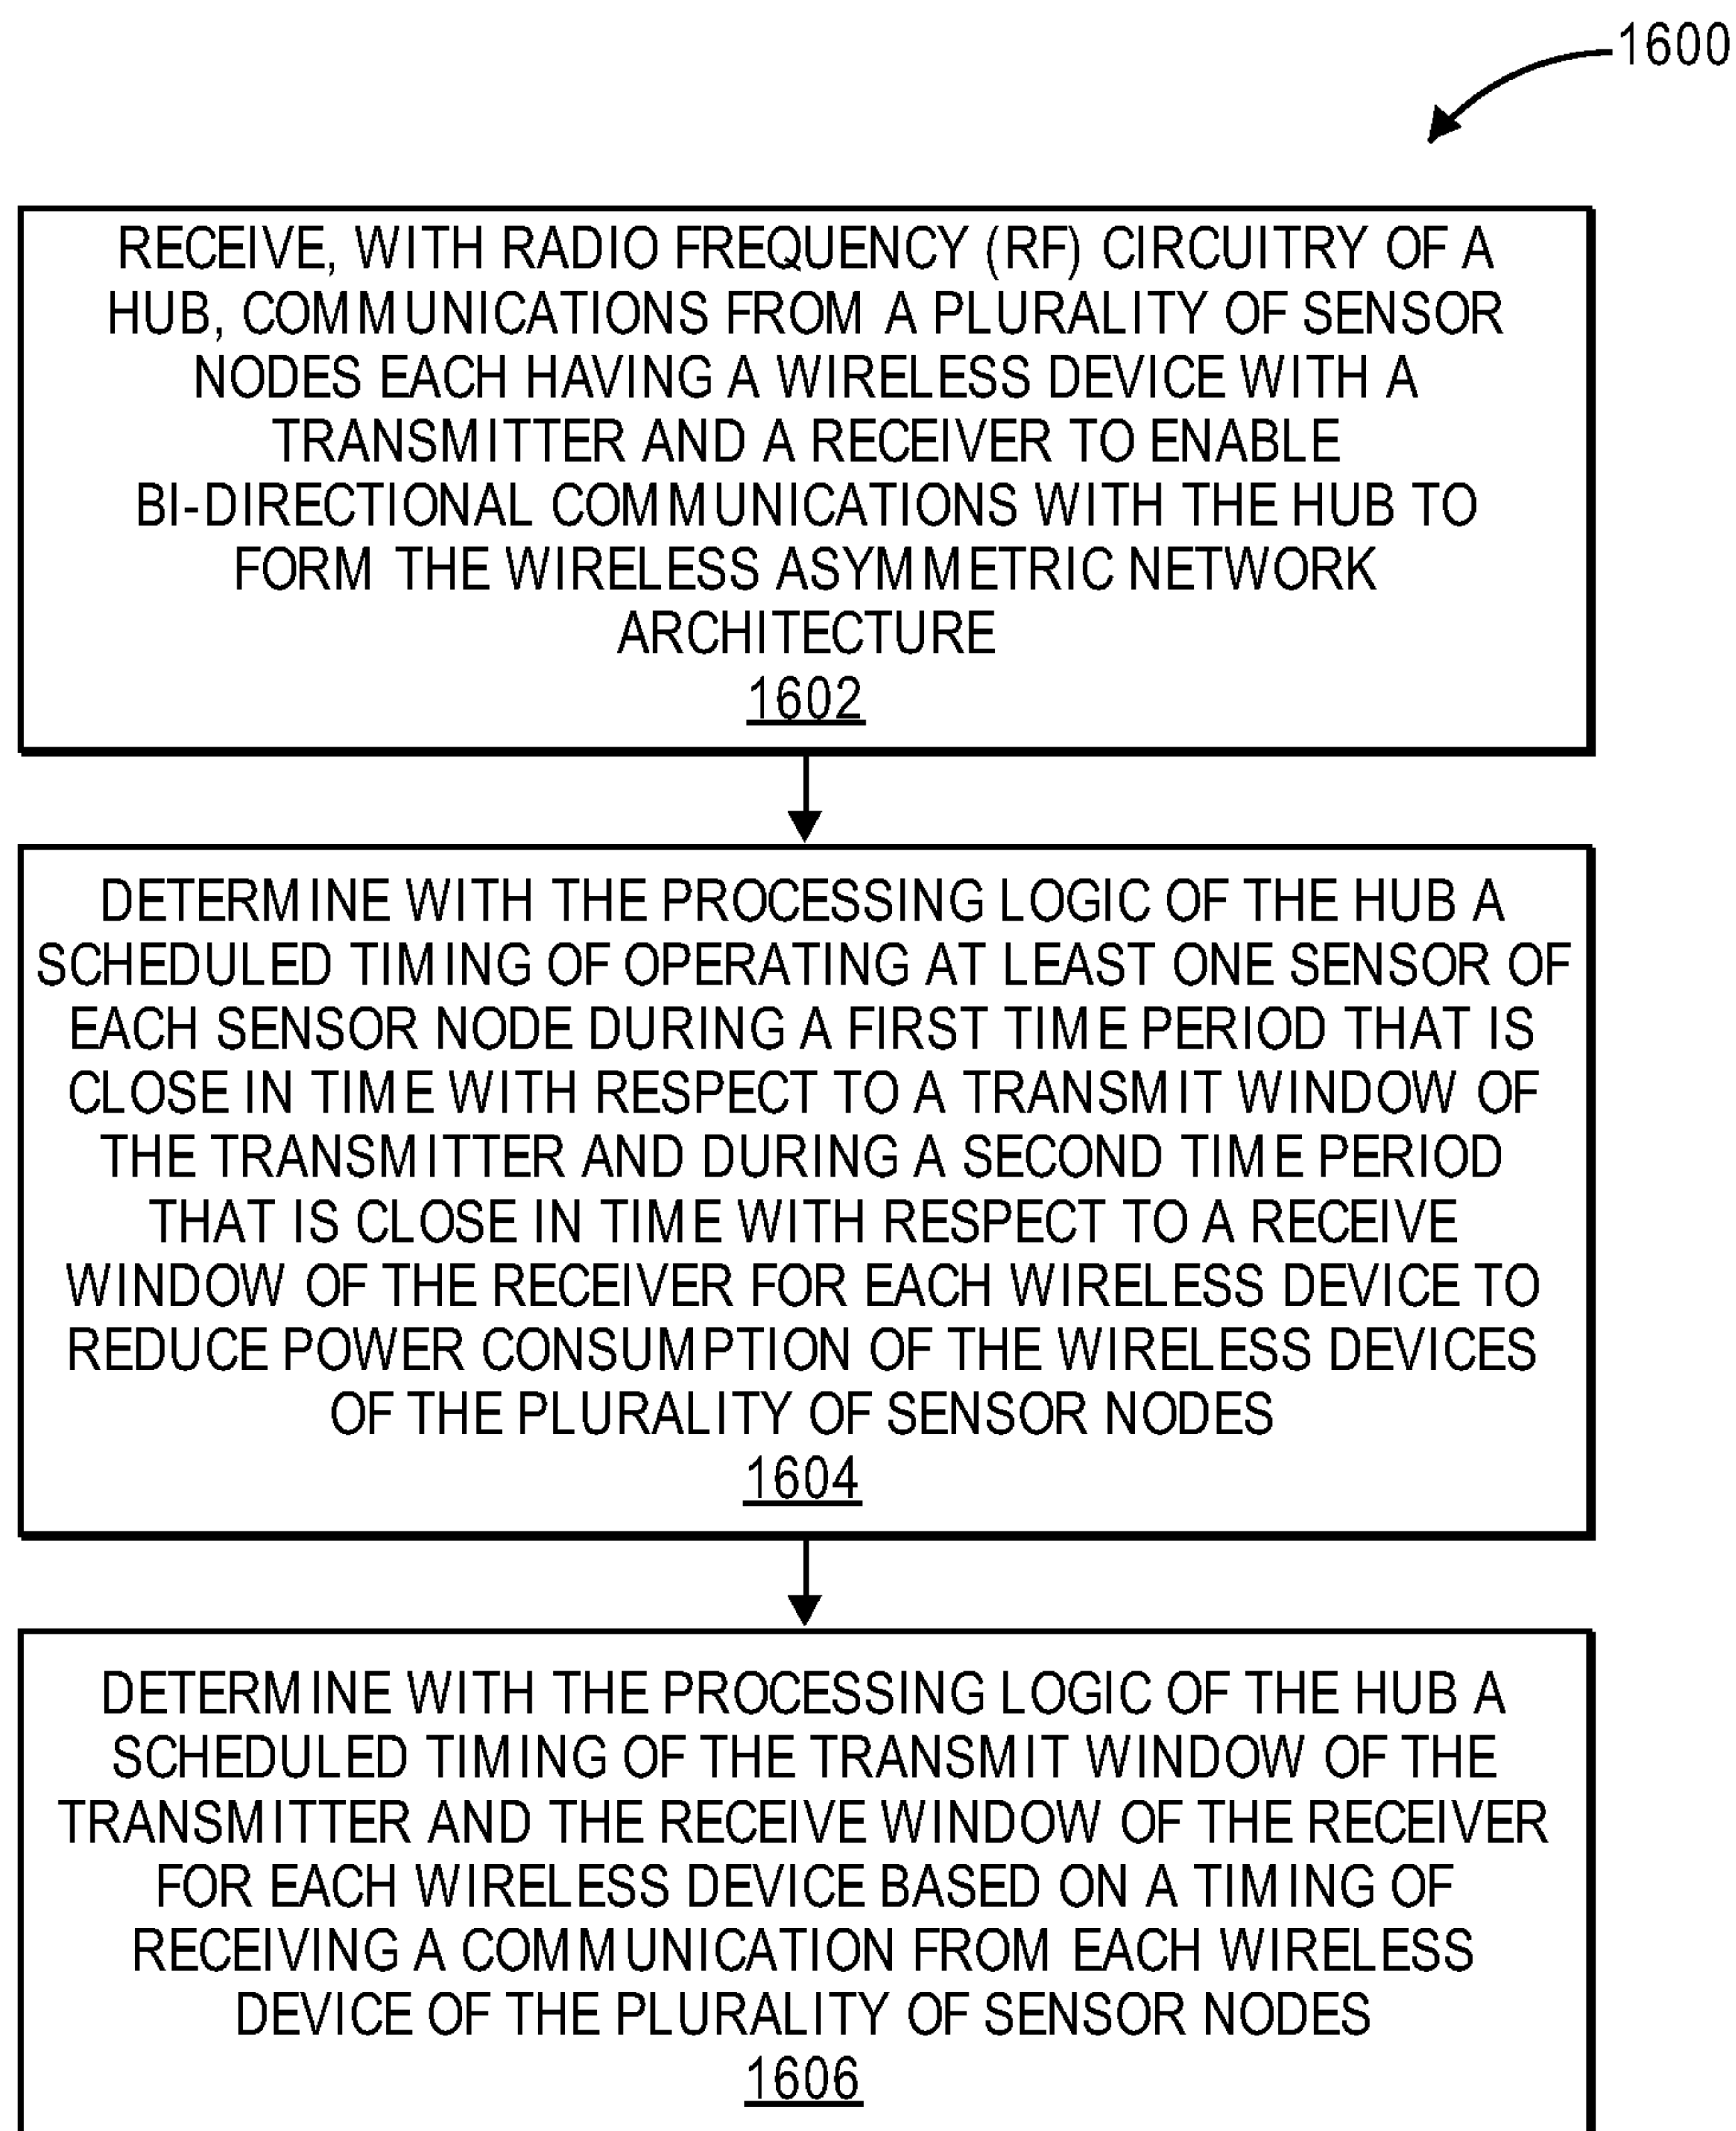 1600
RECEIVE, WITH RADIO FREQUENCY (RF) CIRCUITRY OF A
HUB, COMMUNICATIONS FROM A PLURALITY OF SENSOR
NODES EACH HAVING A WIRELESS DEVICE WITH A
TRANSMITTER AND A RECEIVER TO ENABLE
BI-DIRECTIONAL COMMUNICATIONS WITH THE HUB TO
FORM THE WIRELESS ASYMMETRIC NETWORK
ARCHITECTURE
1602
DETERMINE WITH THE PROCESSING LOGIC OF THE HUB A
SCHEDULED TIMING OF OPERATING AT LEAST ONE SENSOR OF
EACH SENSOR NODE DURING A FIRST TIME PERIOD THAT IS
CLOSE IN TIME WITH RESPECT TO A TRANSMIT WINDOW OF
THE TRANSMITTER AND DURING A SECOND TIME PERIOD
THAT IS CLOSE IN TIME WITH RESPECT TO A RECEIVE
WINDOW OF THE RECEIVER FOR EACH WIRELESS DEVICE TO
REDUCE POWER CONSUMPTION OF THE WIRELESS DEVICES
OF THE PLURALITY OF SENSOR NODES
1604
DETERMINE WITH THE PROCESSING LOGIC OF THE HUB A
SCHEDULED TIMING OF THE TRANSMIT WINDOW OF THE
TRANSMITTER AND THE RECEIVE WINDOW OF THE RECEIVER
FOR EACH WIRELESS DEVICE BASED ON A TIMING OF
RECEIVING A COMMUNICATION FROM EACH WIRELESS
DEVICE OF THE PLURALITY OF SENSOR NODES
1606